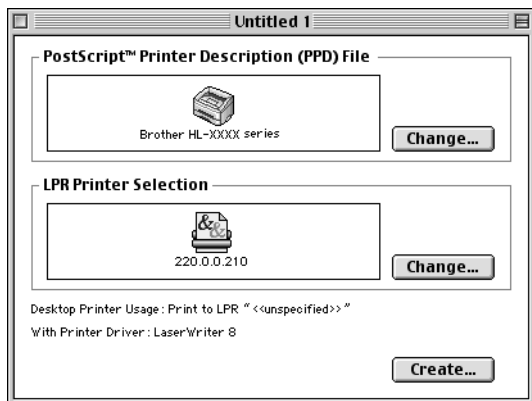 Untitled 1
PostScript™ Printer Description (PPD) File
Brother HL-XXXX series
Change...
LPR Printer Selection
&&
220.0.0.210
Change...
Desktop Printer Usage : Print to LPR “ <<unspecified>> ”
With Printer Driver : LaserWriter 8
Create...